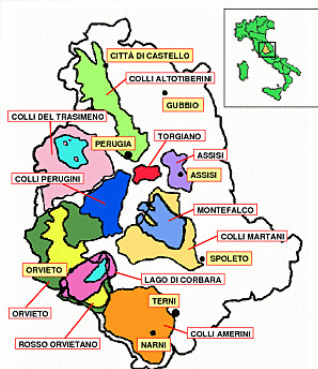 CITTÀ DI CASTELLO
COLLI ALTOTIBERINI
GUBBIO
COLLI DEL TRASIMENO
TORGIANO
PERUGIA
ASSISI
COLLI PERUGINI
ASSISI
MONTEFALCO
COLLI MARTANI
SPOLETO
ORVIETO
LAGO DI CORBARA
ORVIETO
TERNI
ROSSO ORVIETANO
COLLI AMERINI
NARNI